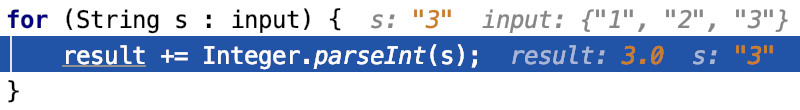 for (String s : input) {  s: "3"  input: {"1", "2", "3"}
    result += Integer.parseInt(s);  result: 3.0  s: "3"
}